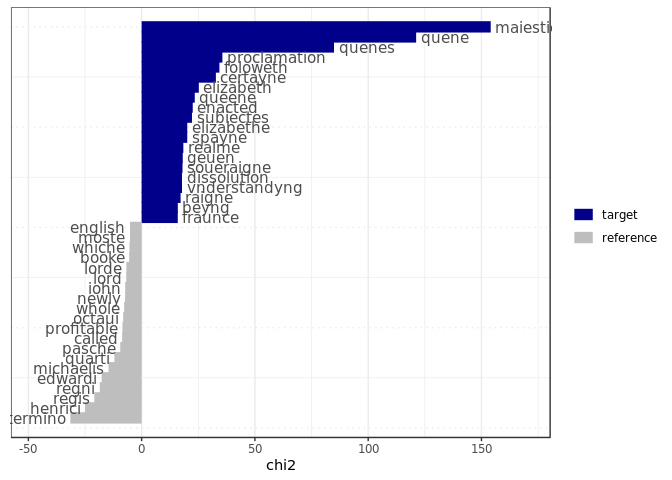 maiesti
quene
quenes
proclamation
foloweth
certayne
elizabeth
queene
enacted
subiectes
elizabethe
spayne
realme
geuen
soueraigne
dissolution
vnderstandyng
raigne
beyng
fraunce
english
moste
whiche
booke
lorde
lord
iohn
newly
whole
octaui
profitable
called
pasche
quarti
michaelis
edwardi
regni
regis
henrici
termino
target
reference
-50 0 50 100 150
chi2